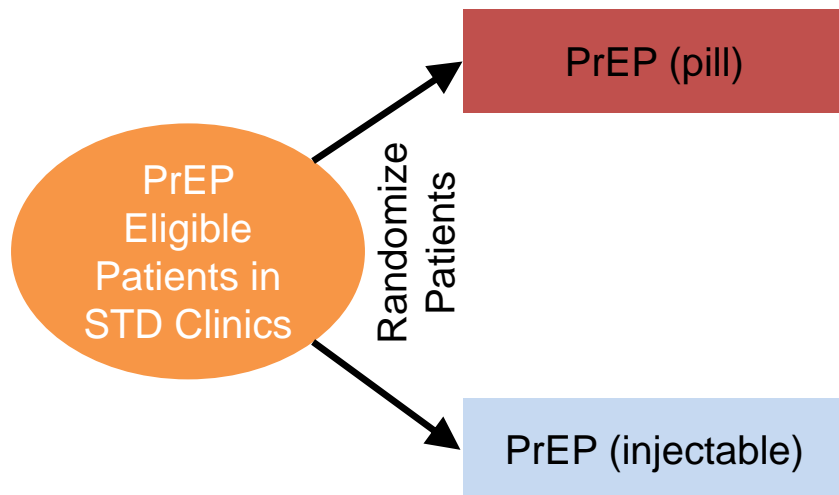 PrEP
Eligible
Patients in
STD Clinics
Randomize
Patients
PrEP (pill)
PrEP (injectable)